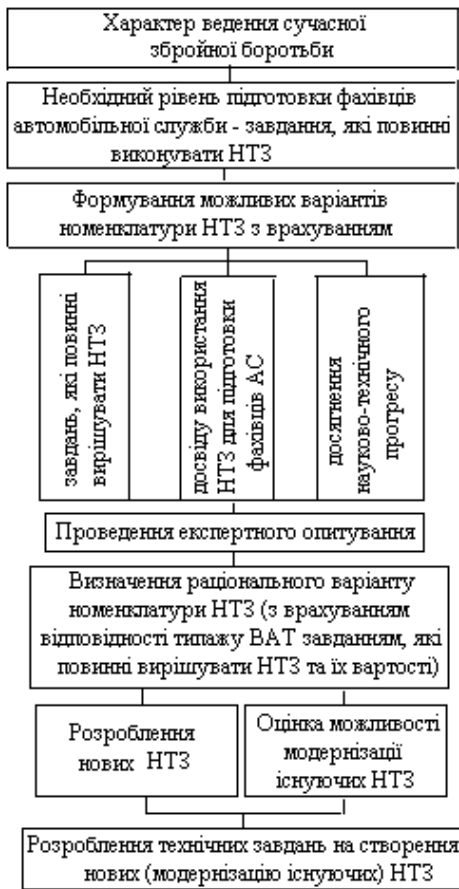 Характер ведення сучасної
збройної боротьби
Необхідний рівень підготовки фахівців
автомобільної служби - завдання, які повинні
виконувати НТЗ
Формування можливих варіантів
номенклатури НТЗ з врахуванням
завдань, які повинні
вирішувати НТЗ
досвіду використання
НТЗ для підготовки
фахівців АС
досягнення
науково-технічного
прогресу
Проведення експертного опитування
Визначення раціонального варіанту
номенклатури НТЗ (з врахуванням
відповідності типажу ВАТ завданням, які
повинні вирішувати НТЗ та їх вартості)
Розроблення
нових НТЗ
Оцінка можливості
модернізації
існуючих НТЗ
Розроблення технічних завдань на створення
нових (модернізацію існуючих) НТЗ